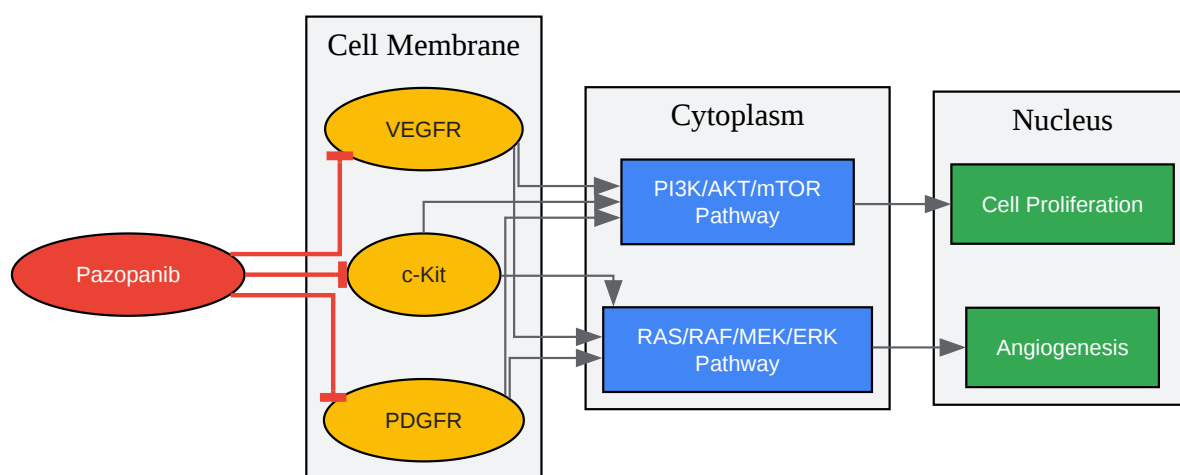 Cell Membrane
VEGFR
c-Kit
PDGFR
Pazopanib
Cytoplasm
PI3K/AKT/mTOR
Pathway
RAS/RAF/MEK/ERK
Pathway
Nucleus
Cell Proliferation
Angiogenesis